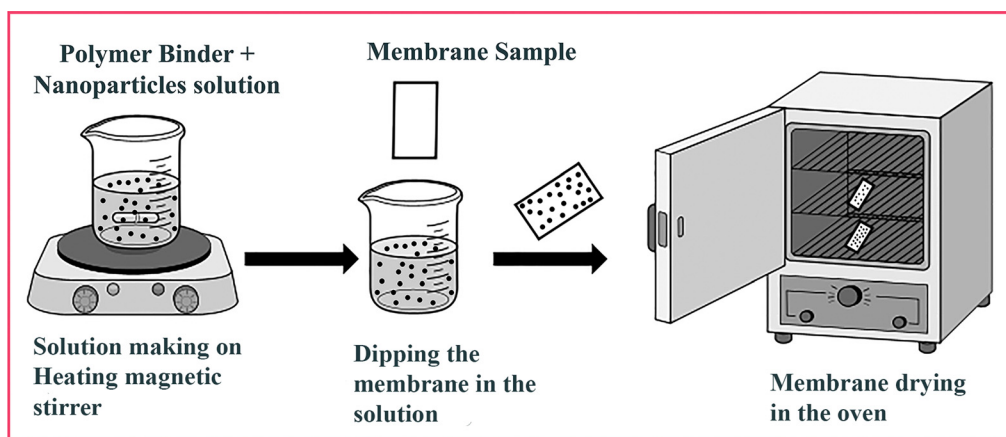 Polymer Binder +
Nanoparticles solution
Membrane Sample
Solution making on
Heating magnetic
stirrer
Dipping the
membrane in the
solution
Membrane drying
in the oven